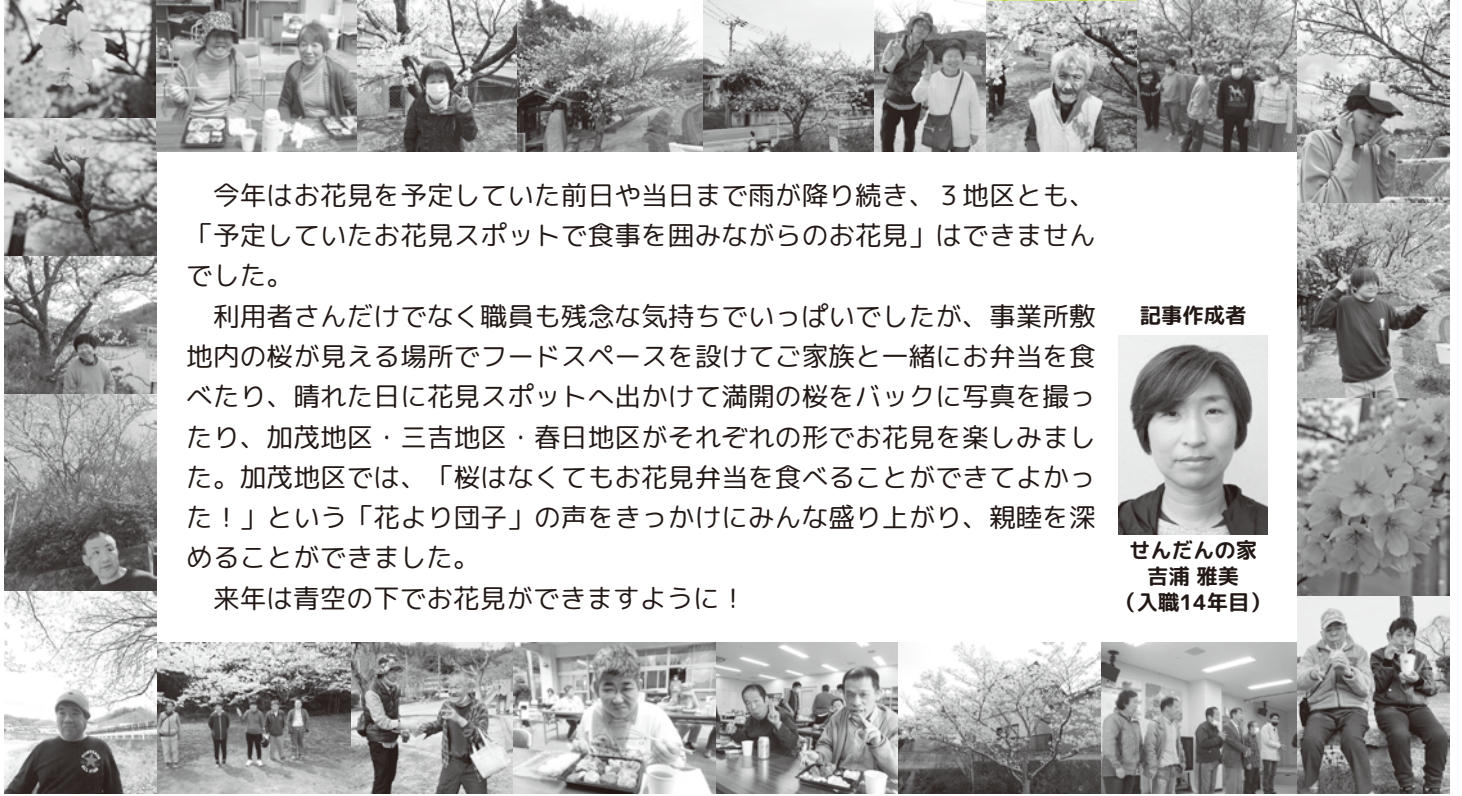 今年はお花見を予定していた前日や当日まで雨が降り続き、３地区とも、
「予定していたお花見スポットで食事を囲みながらのお花見」はできません
でした。
　利用者さんだけでなく職員も残念な気持ちでいっぱいでしたが、事業所敷
地内の桜が見える場所でフードスペースを設けてご家族と一緒にお弁当を食
べたり、晴れた日に花見スポットへ出かけて満開の桜をバックに写真を撮っ
たり、加茂地区・三吉地区・春日地区がそれぞれの形でお花見を楽しみまし
た。加茂地区では、「桜はなくてもお花見弁当を食べることができてよかっ
た！」という「花より団子」の声をきっかけにみんな盛り上がり、親睦を深
めることができました。
　来年は青空の下でお花見ができますように！
記事作成者
せんだんの家
吉浦 雅美
（入職14年目）